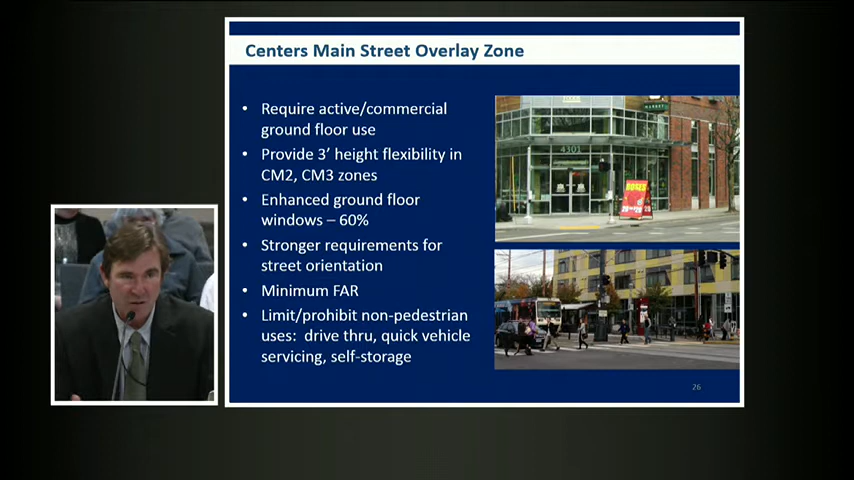 Centers Main Street Overlay Zone
• Require active/commercial
ground floor use
• Provide 3’ height flexibility in
CM2, CM3 zones
• Enhanced ground floor
windows – 60%
• Stronger requirements for
street orientation
• Minimum FAR
• Limit/prohibit non-pedestrian
uses: drive thru, quick vehicle
servicing, self-storage
MARKET
4301
26